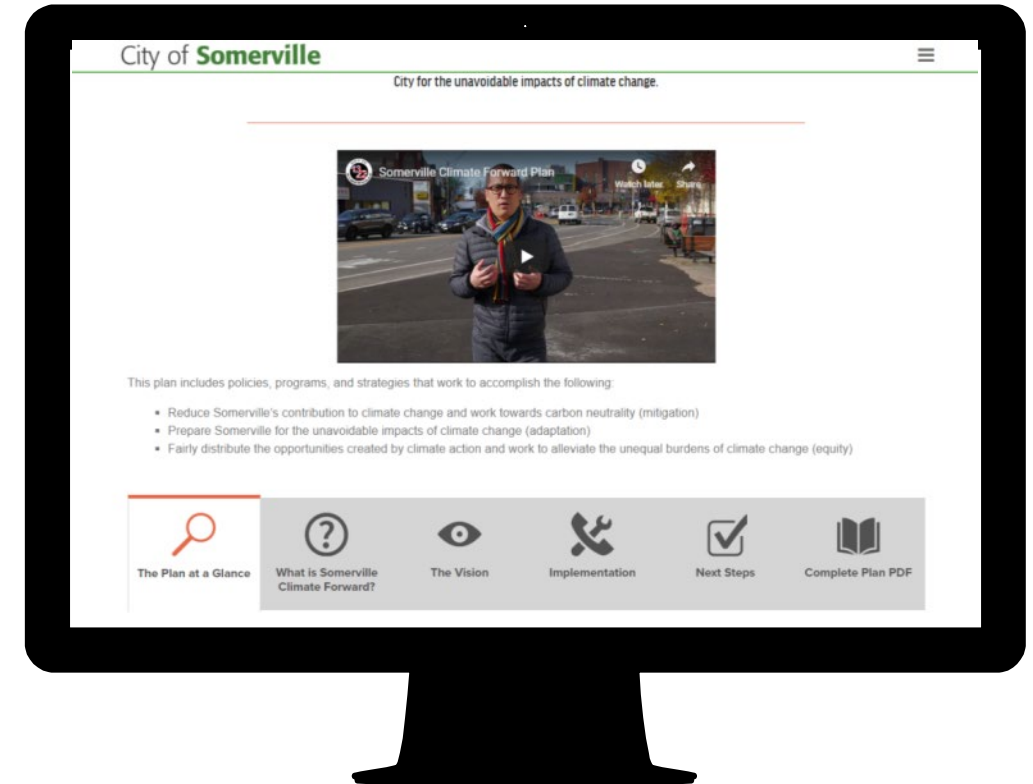 City of Somerville
City for the unavoidable impacts of climate change.
Somerville Climate Forward Plan
Watch later
Share
This plan includes policies, programs, and strategies that work to accomplish the following:
Reduce Somerville's contribution to climate change and work towards carbon neutrality (mitigation)
Prepare Somerville for the unavoidable impacts of climate change (adaptation)
Fairly distribute the opportunities created by climate action and work to alleviate the unequal burdens of climate change (equity)
The Plan at a Glance
What is Somerville
Climate Forward?
The Vision
Implementation
Next Steps
Complete Plan PDF